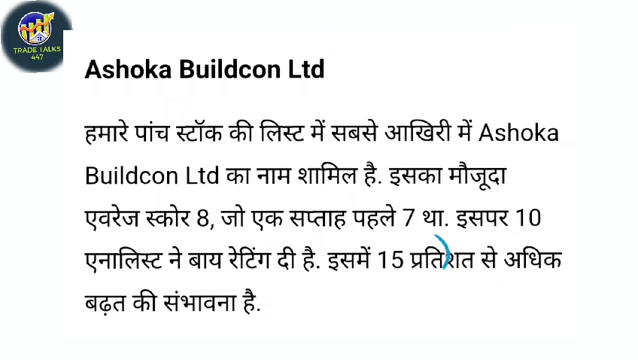 TRADE TALKS
447
Ashoka Buildcon Ltd
हमारे पांच स्टॉक की लिस्ट में सबसे आखिरी में Ashoka
Buildcon Ltd का नाम शामिल है. इसका मौजूदा
एवरेज स्कोर 8, जो एक सप्ताह पहले 7 था. इसपर 10
एनालिस्ट ने बाय रेटिंग दी है. इसमें 15 प्रतिशत से अधिक
बढ़त की संभावना है.